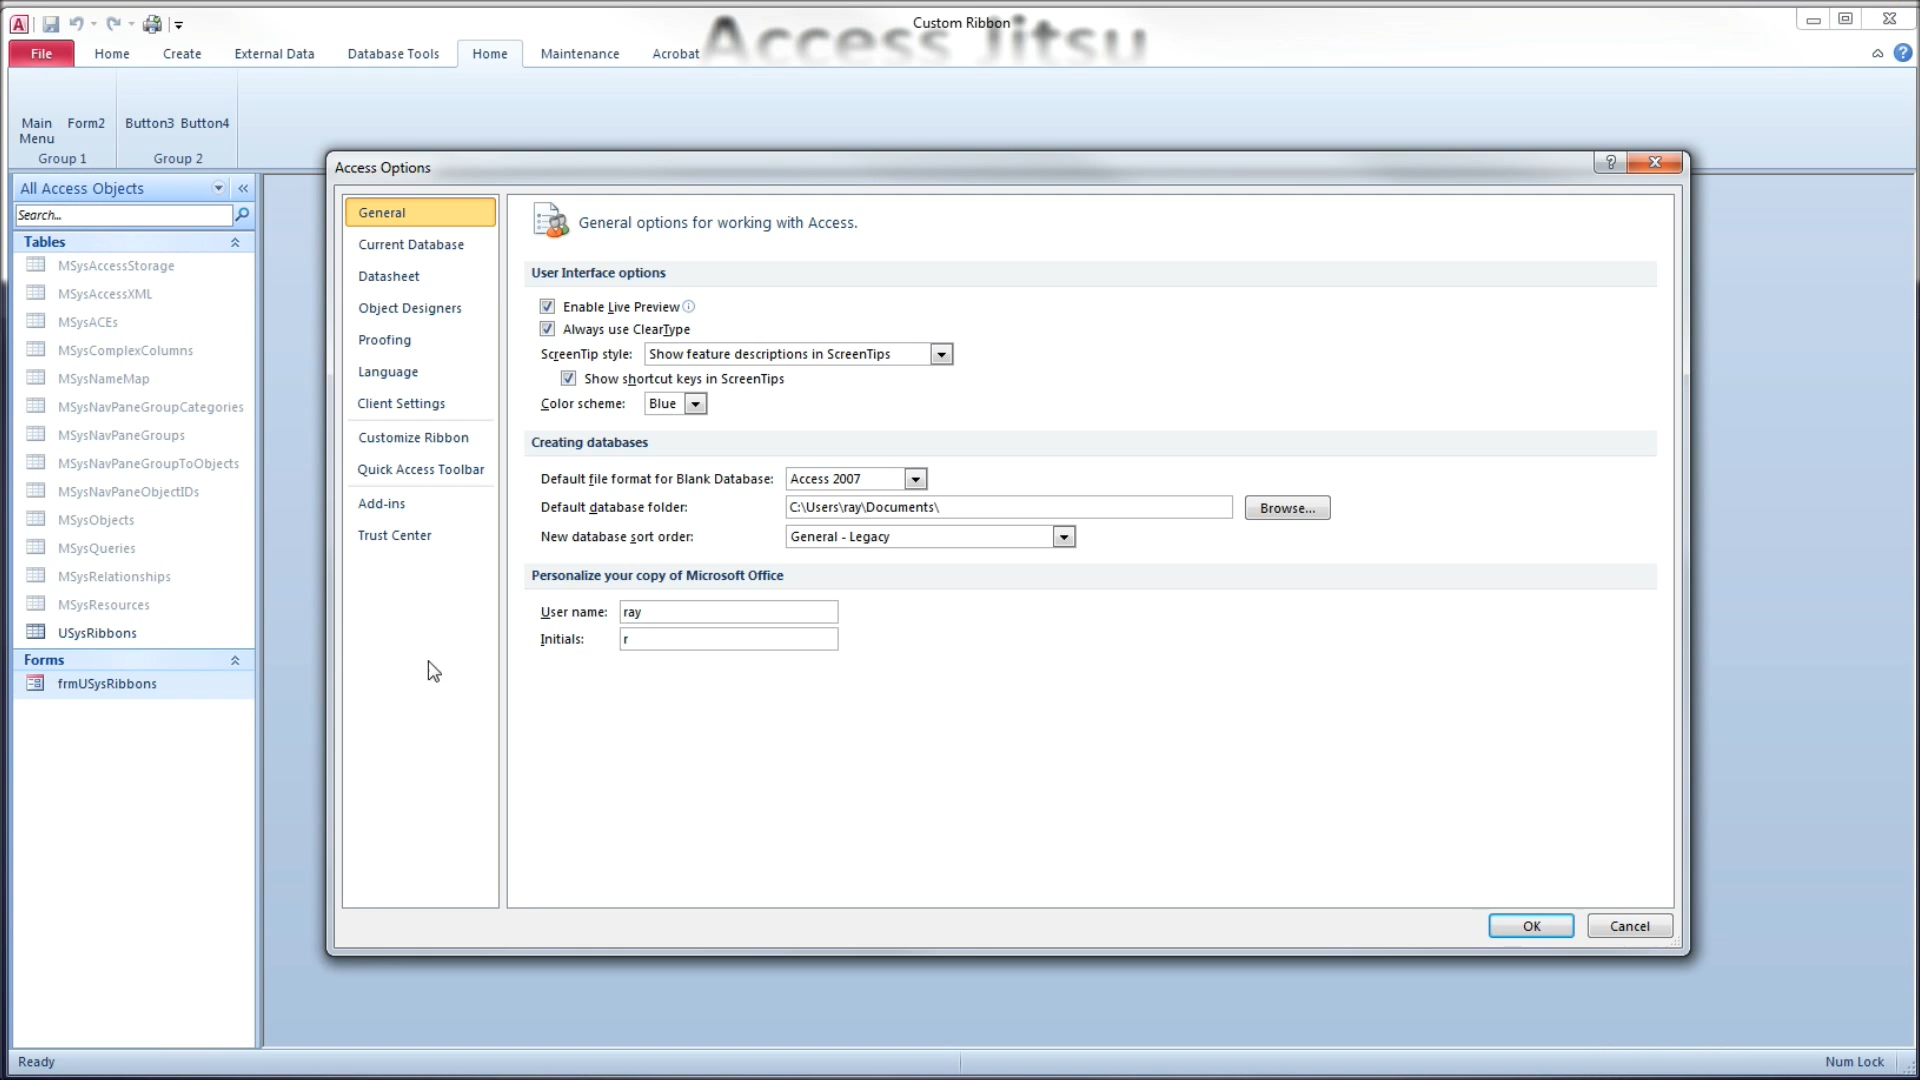 Access Jitsu
Custom Ribbon
File Home Create External Data Database Tools Home Maintenance Acrobat
Main Menu Form2 Button3 Button4
Group 1 Group 2
Access Options
All Access Objects
Search...
Tables
MSysAccessStorage
MSysAccessXML
MSysACEs
MSysComplexColumns
MSysNameMap
MSysNavPaneGroupCategories
MSysNavPaneGroups
MSysNavPaneGroupToObjects
MSysNavPaneObjectIDs
MSysObjects
MSysQueries
MSysRelationships
MSysResources
USysRibbons
Forms
frmUSysRibbons
General
Current Database
Datasheet
Object Designers
Proofing
Language
Client Settings
Customize Ribbon
Quick Access Toolbar
Add-ins
Trust Center
General options for working with Access.
User Interface options
Enable Live Preview
Always use ClearType
ScreenTip style: Show feature descriptions in ScreenTips
Show shortcut keys in ScreenTips
Color scheme: Blue
Creating databases
Default file format for Blank Database: Access 2007
Default database folder: C:\Users\ray\Documents\ Browse...
New database sort order: General - Legacy
Personalize your copy of Microsoft Office
User name: ray
Initials: r
OK Cancel
Ready Num Lock